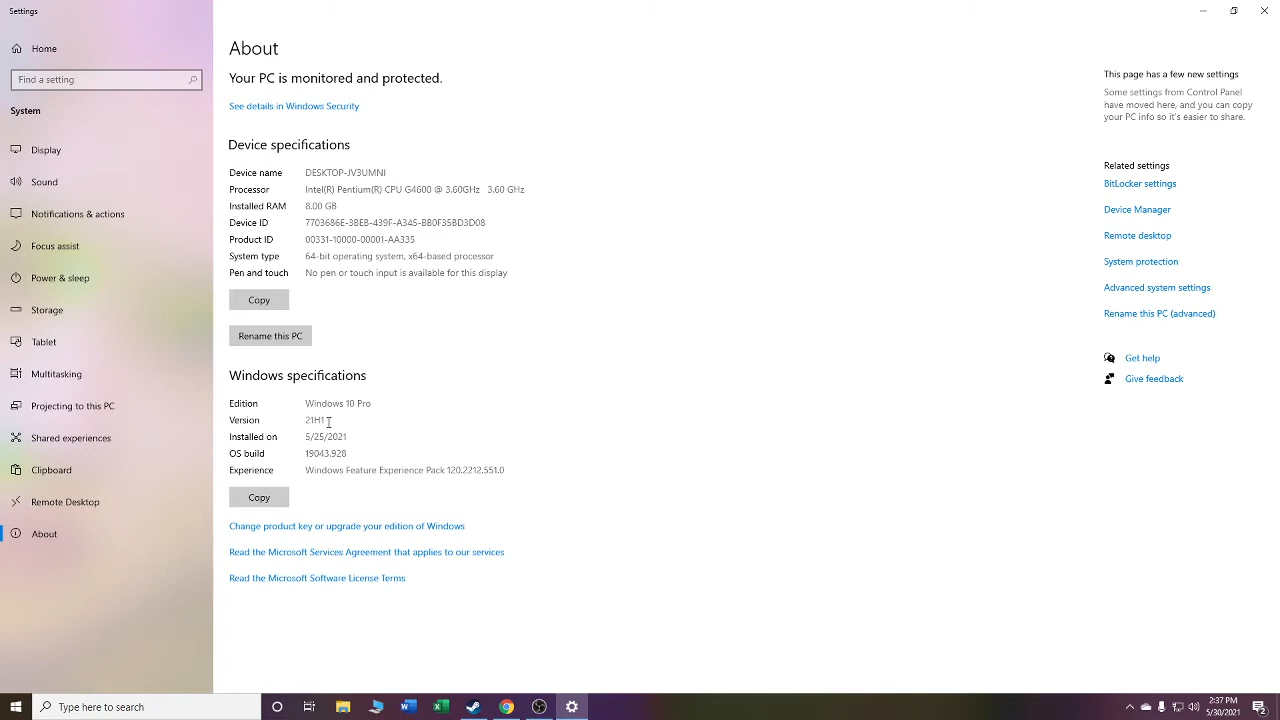 Settings
Home
Find a setting
System
Display
Sound
Notifications & actions
Focus assist
Power & sleep
Storage
Tablet
Multitasking
Projecting to this PC
Shared experiences
Clipboard
Remote Desktop
About
About
Your PC is monitored and protected.
See details in Windows Security
Device specifications
Device name DESKTOP-JV3UMNI
Processor Intel(R) Pentium(R) CPU G4600 @ 3.60GHz 3.60 GHz
Installed RAM 8.00 GB
Device ID 7703686E-3BEB-439F-A345-BB0F35BD3D08
Product ID 00331-10000-00001-AA335
System type 64-bit operating system, x64-based processor
Pen and touch No pen or touch input is available for this display
Copy
Rename this PC
Windows specifications
Edition Windows 10 Pro
Version 21H1
Installed on 5/25/2021
OS build 19043.928
Experience Windows Feature Experience Pack 120.2212.551.0
Copy
Change product key or upgrade your edition of Windows
Read the Microsoft Services Agreement that applies to our services
Read the Microsoft Software License Terms
This page has a few new settings
Some settings from Control Panel
have moved here, and you can copy
your PC info so it's easier to share.
Related settings
BitLocker settings
Device Manager
Remote desktop
System protection
Advanced system settings
Rename this PC (advanced)
Get help
Give feedback
Type here to search
2:37 PM
5/30/2021